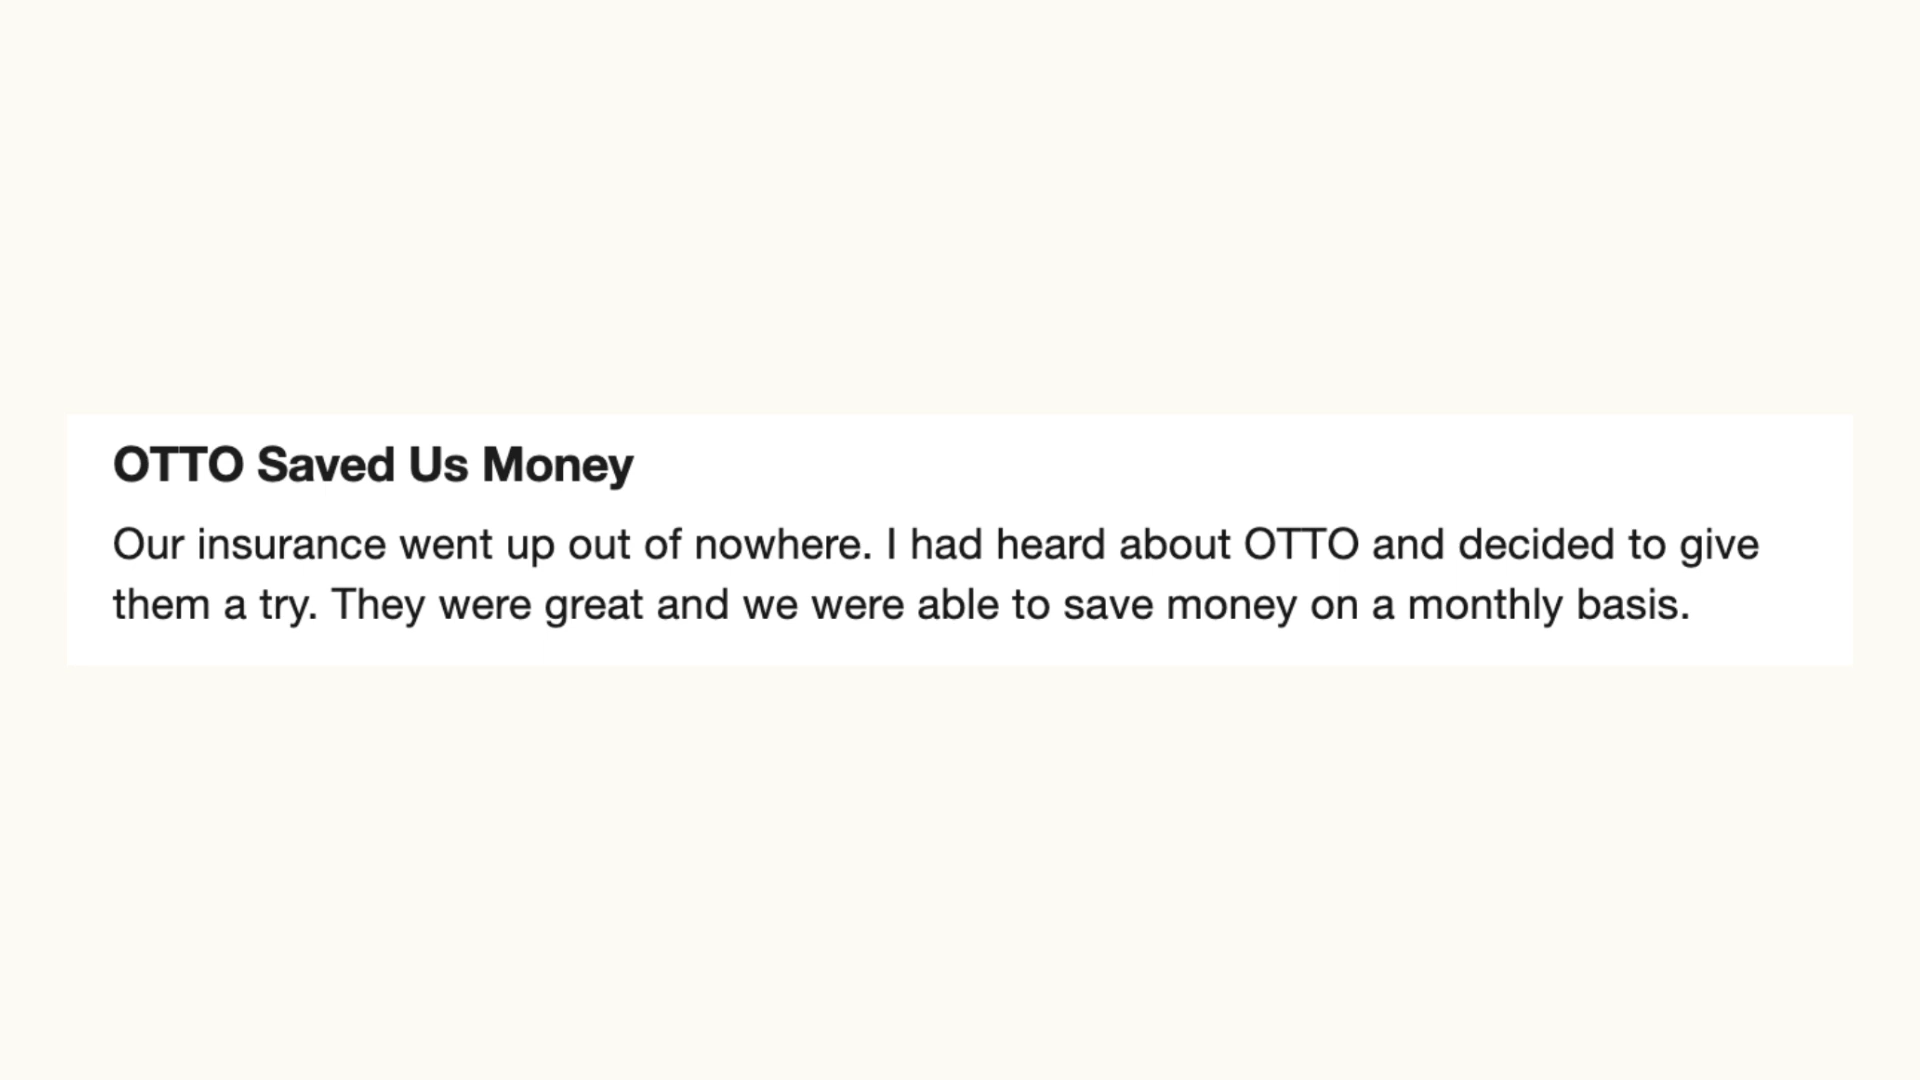 OTTO Saved Us Money
Our insurance went up out of nowhere. I had heard about OTTO and decided to give
them a try. They were great and we were able to save money on a monthly basis.